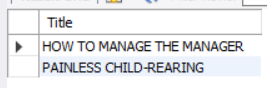 Title
HOW TO MANAGE THE MANAGER
PAINLESS CHILD-REARING